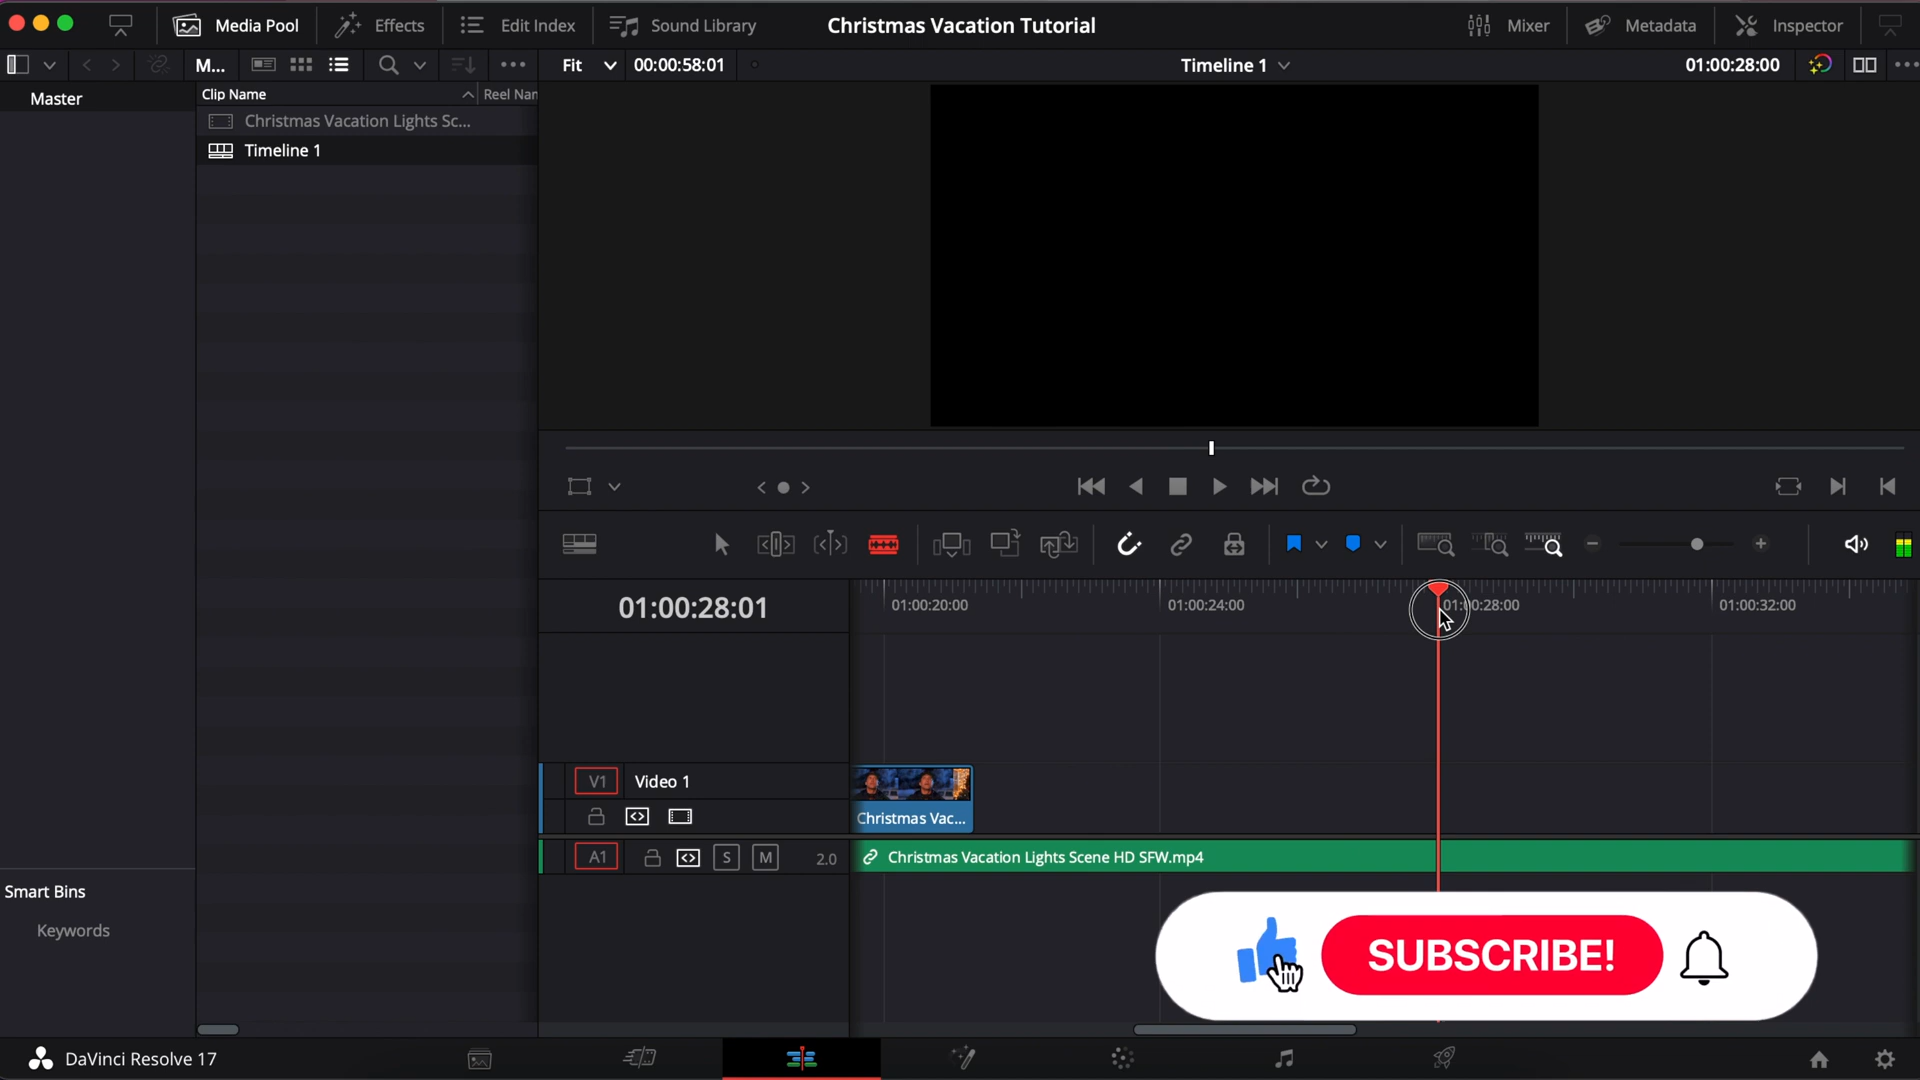 Media Pool
Effects
Edit Index
Sound Library
Christmas Vacation Tutorial
Mixer
Metadata
Inspector
M...
Fit
00:00:58:01
Timeline 1
01:00:28:00
Master
Clip Name
Reel Nan
Christmas Vacation Lights Sc...
Timeline 1
01:00:28:01
01:00:20:00
01:00:24:00
01:00:28:00
01:00:32:00
V1
Video 1
Christmas Vac...
A1
S
M
2.0
Christmas Vacation Lights Scene HD SFW.mp4
Smart Bins
Keywords
SUBSCRIBE!
DaVinci Resolve 17